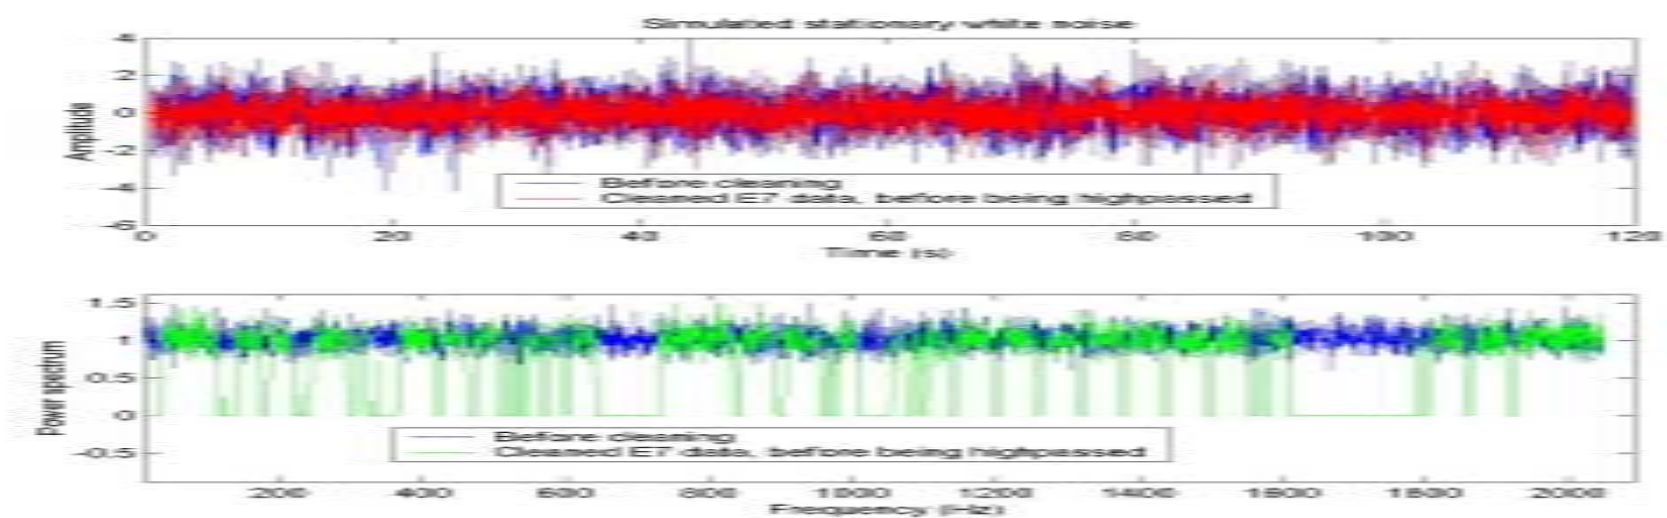 Simulated stationary white noise
4
2
0
-2
-4
-6
Amplitude
Before cleaning
Cleaned E7 data, before being highpassed
0 20 40 60 80 100 120
Time (s)
1.5
1
0.5
0
-0.5
Power spectrum
Before cleaning
Cleaned E7 data, before being highpassed
200 400 600 800 1000 1200 1400 1600 1800 2000
Frequency (Hz)